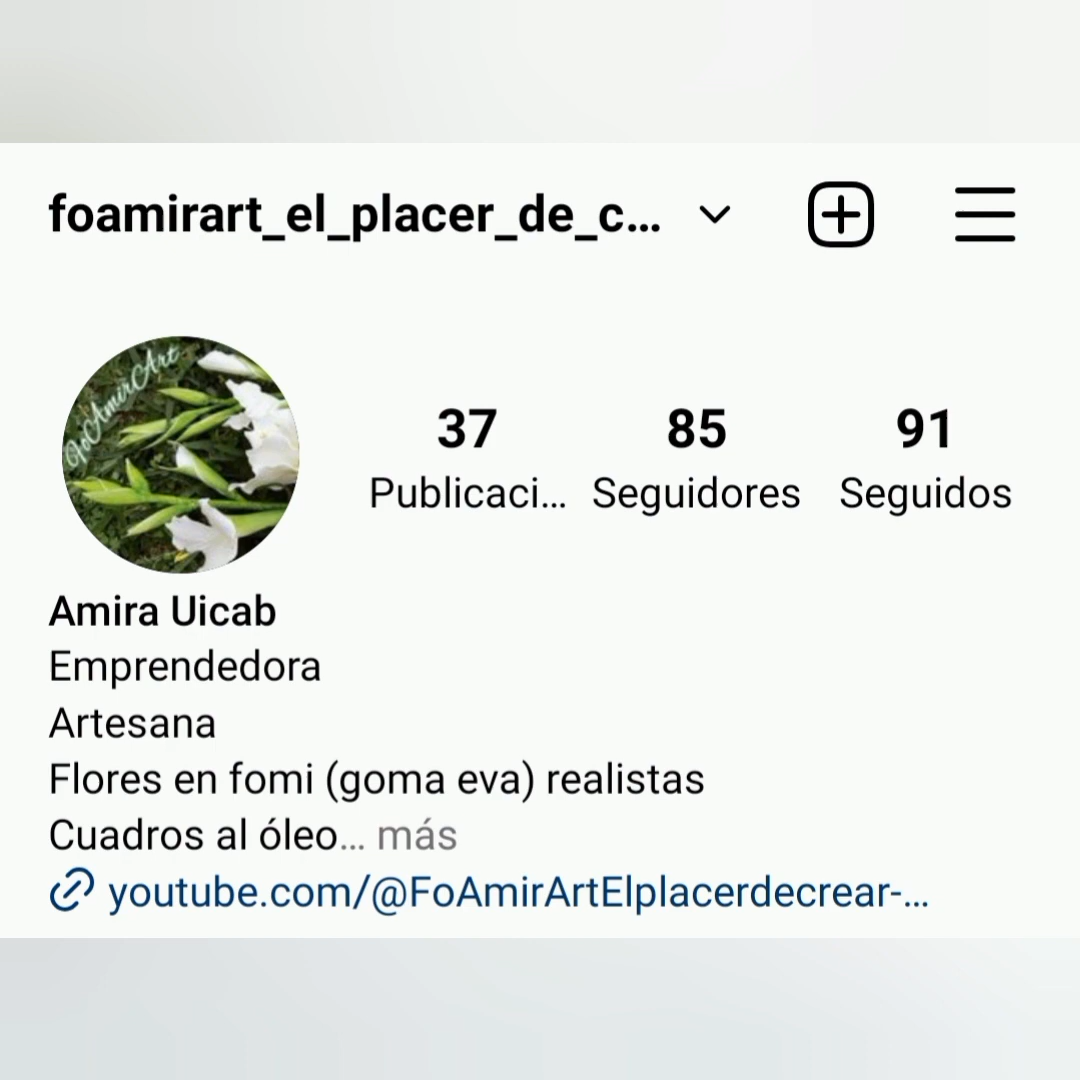 foamirart_el_placer_de_c...
FoAmirArt
37
Publicaci...
85
Seguidores
91
Seguidos
Amira Uicab
Emprendedora
Artesana
Flores en fomi (goma eva) realistas
Cuadros al óleo... más
youtube.com/@FoAmirArtElplacerdecrear-...